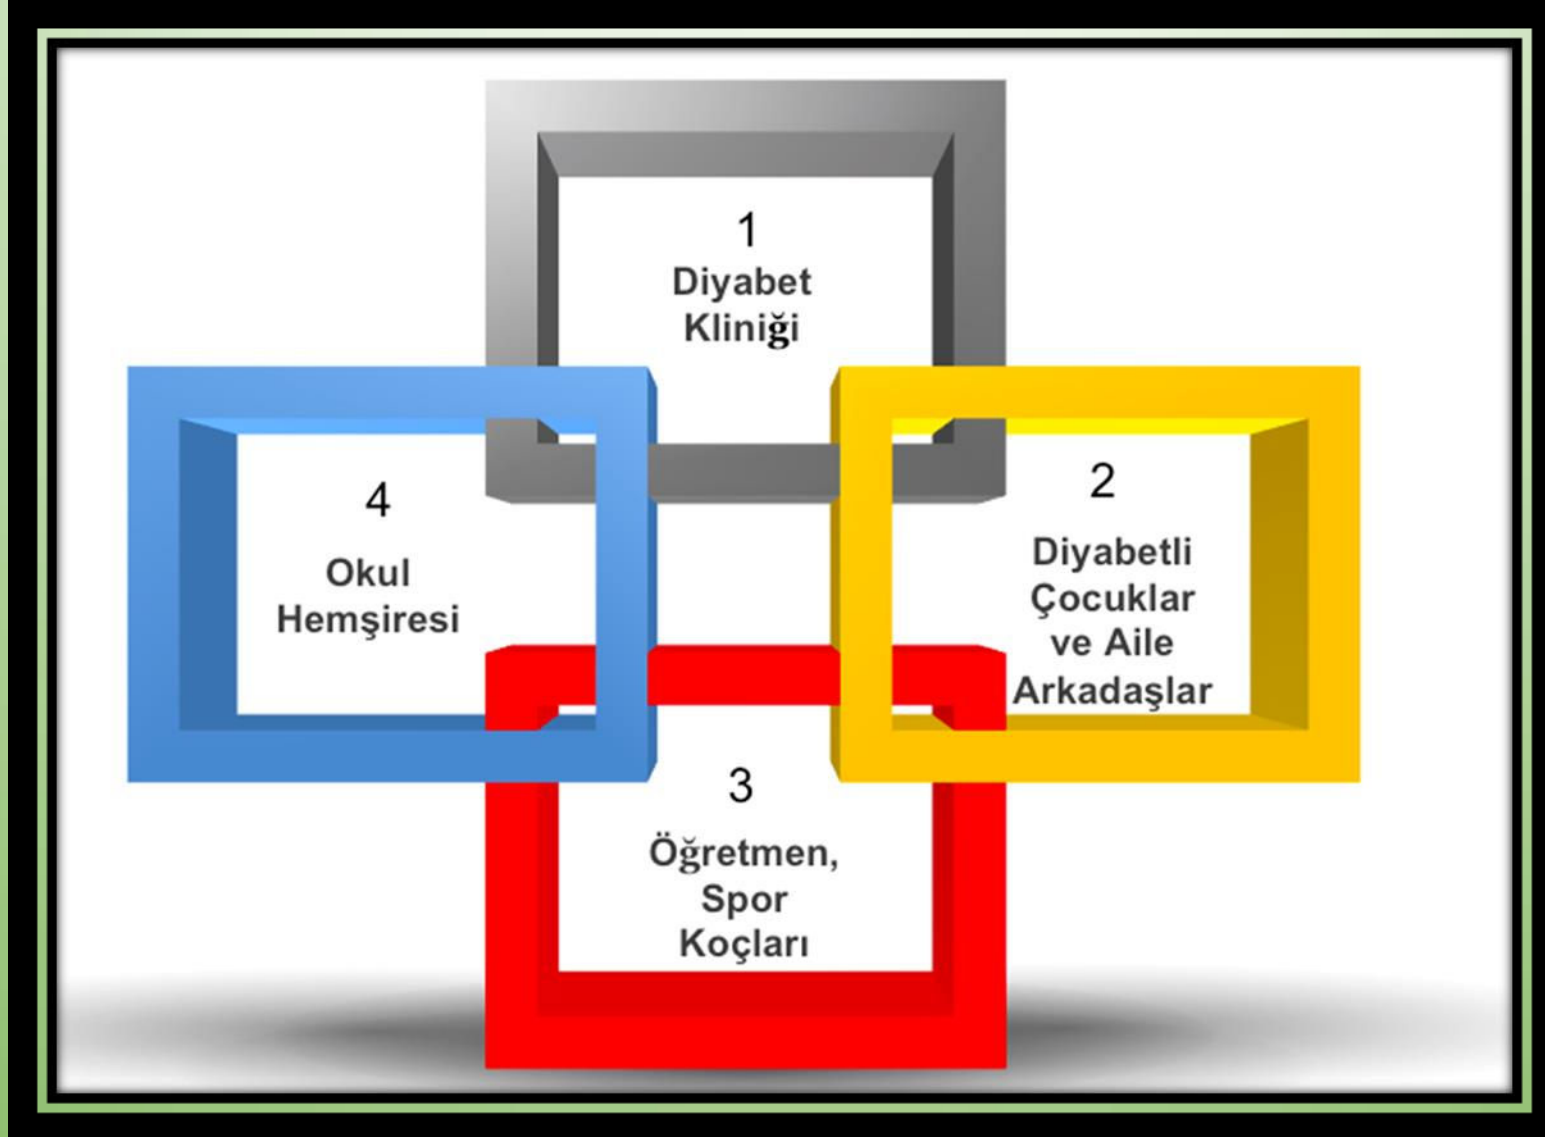 1
Diyabet
Kliniği
2
Diyabetli
Çocuklar
ve Aile
Arkadaşlar
3
Öğretmen,
Spor
Koçları
4
Okul
Hemşiresi